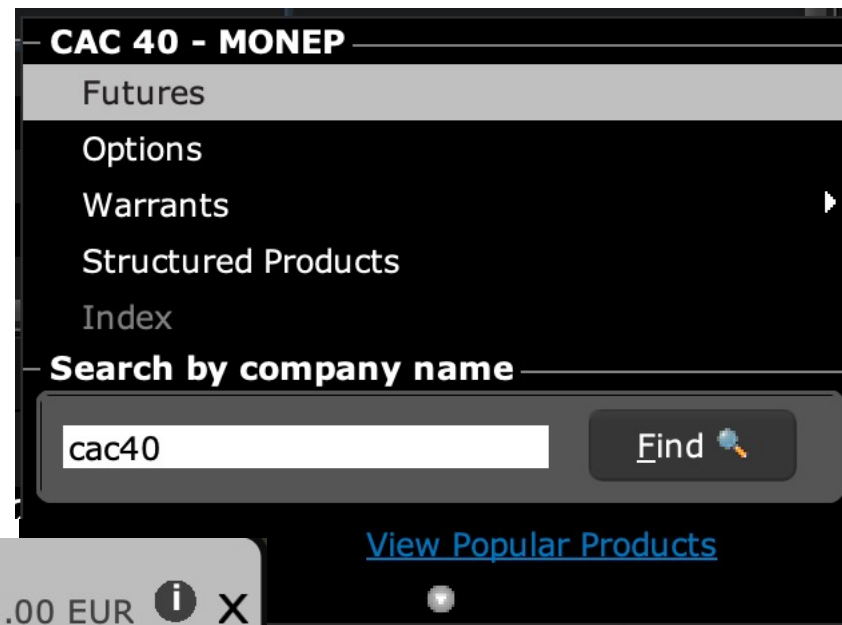 CAC 40 - MONEP
Futures
Options
Warrants
Structured Products
Index
Search by company name
cac40
Find
View Popular Products
.00 EUR i X